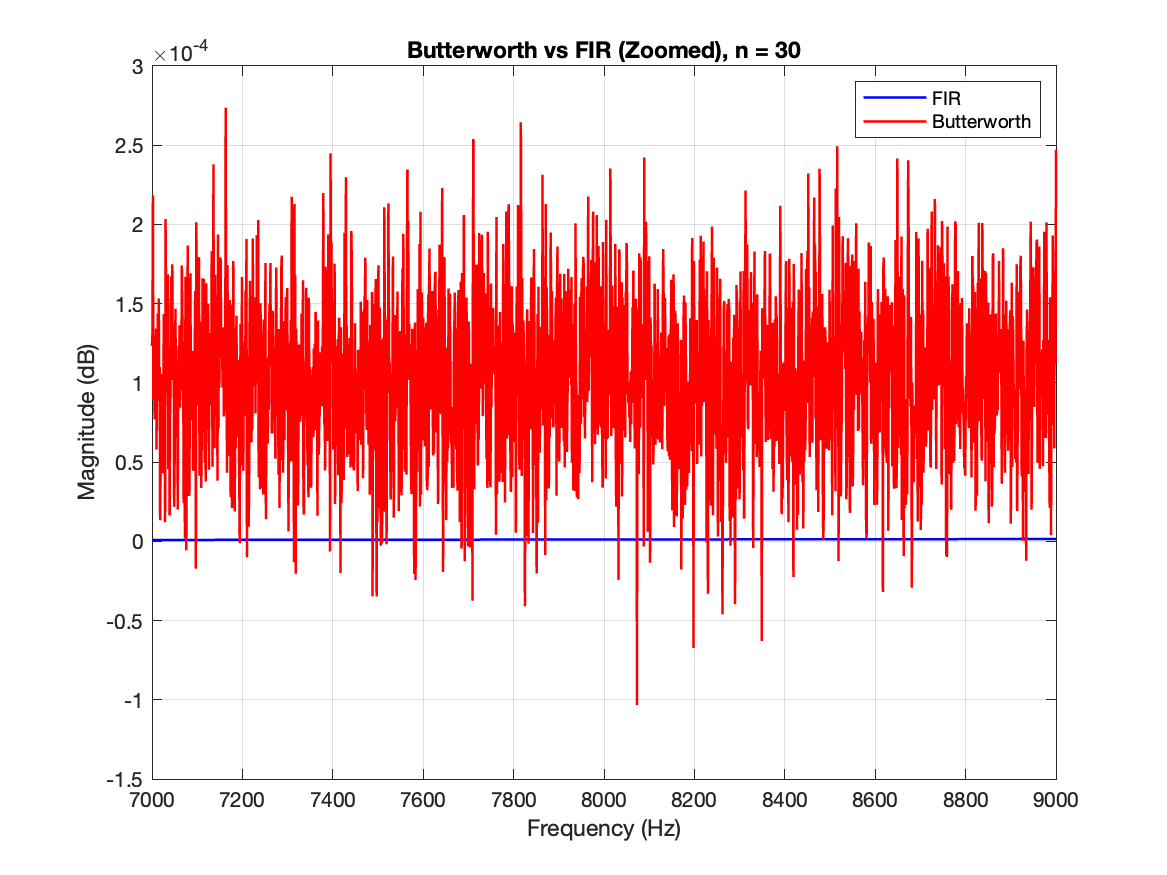 Butterworth vs FIR (Zoomed), n = 30
×10⁻⁴
3
2.5
2
1.5
1
0.5
0
-0.5
-1
-1.5
Magnitude (dB)
FIR
Butterworth
7000 7200 7400 7600 7800 8000 8200 8400 8600 8800 9000
Frequency (Hz)